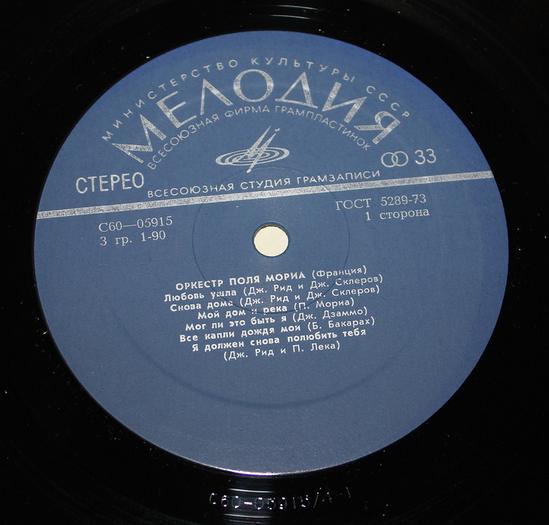 МИНИСТЕРСТВО КУЛЬТУРЫ СССР
МЕЛОДИЯ
ВСЕСОЮЗНАЯ ФИРМА ГРАМПЛАСТИНОК
СТЕРЕО
33
ВСЕСОЮЗНАЯ СТУДИЯ ГРАМЗАПИСИ
С60—05915
ГОСТ 5289-73
3 гр. 1-90
1 сторона
ОРКЕСТР ПОЛЯ МОРИА (Франция)
Любовь ушла (Дж. Рид и Дж. Склеров)
Снова дома (Дж. Рид и Дж. Склеров)
Мой дом и река (П. Мориа)
Мог ли это быть я (Дж. Дзаммо)
Все капли дождя мои (Б. Бакарах)
Я должен снова полюбить тебя
(Дж. Рид и П. Лека)